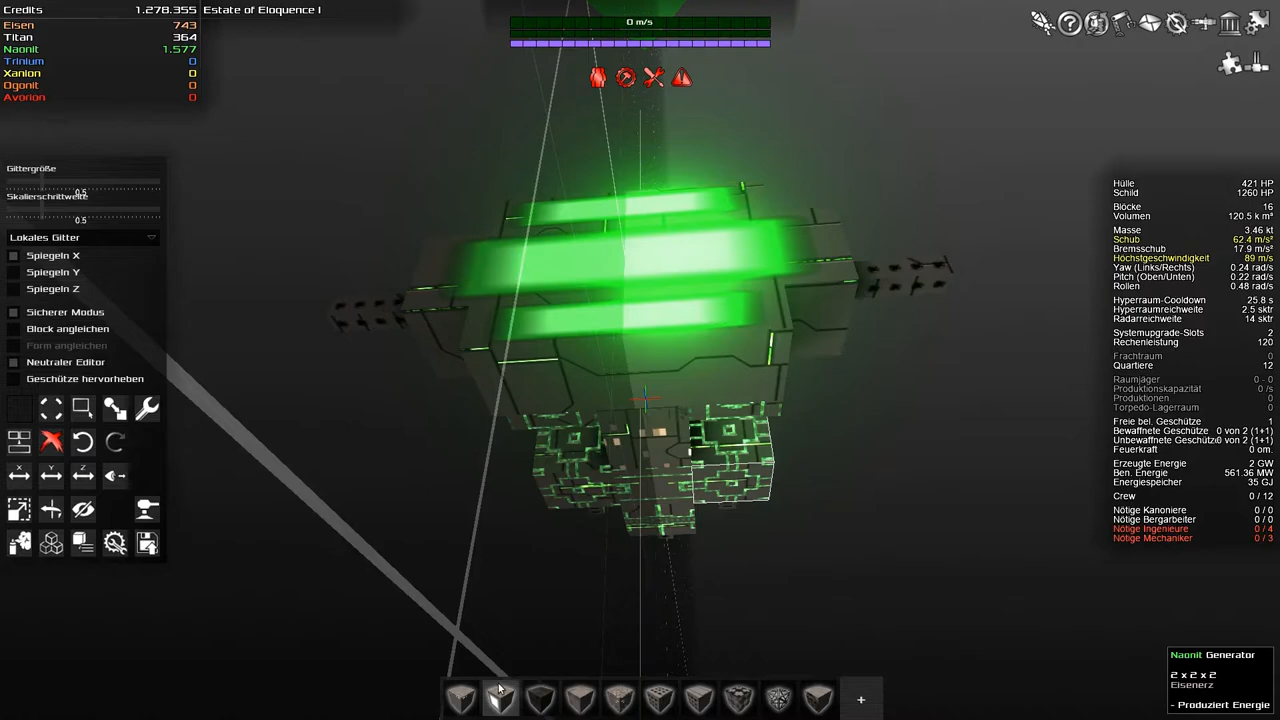 Credits 1.278.355
Eisen 743
Titan 364
Naonit 1.577
Trinium 0
Xanion 0
Ogonit 0
Avorion 0
Estate of Eloquence I
0 m/s
Gittergröße
0.5
Skalierschrittweite
0.5
Lokales Gitter
Spiegeln X
Spiegeln Y
Spiegeln Z
Sicherer Modus
Block angleichen
Form angleichen
Neutraler Editor
Geschütze hervorheben
X
Y
Z
Hülle 421 HP
Schild 1260 HP
Blöcke 16
Volumen 120.5 k m³
Masse 3.46 kt
Schub 62.4 m/s²
Bremsschub 17.9 m/s²
Höchstgeschwindigkeit 89 m/s
Yaw (Links/Rechts) 0.24 rad/s
Pitch (Oben/Unten) 0.22 rad/s
Rollen 0.48 rad/s
Hyperraum-Cooldown 25.8 s
Hyperraumreichweite 2.5 sktr
Radarreichweite 14 sktr
Systemupgrade-Slots 2
Rechenleistung 120
Frachtraum 0
Quartiere 12
Raumjäger 0 - 0
Produktionskapazität 0 /s
Produktionen 0
Torpedo-Lagerraum 0
Freie bel. Geschütze 1
Bewaffnete Geschütz 0 von 2 (1+1)
Unbewaffnete Geschütz 0 von 2 (1+1)
Feuerkraft 0 om.
Erzeugte Energie 2 GW
Ben. Energie 561.36 MW
Energiespeicher 35 GJ
Crew 0 / 12
Nötige Kanoniere 0 / 0
Nötige Bergarbeiter 0 / 0
Nötige Ingenieure 0 / 4
Nötige Mechaniker 0 / 3
Naonit Generator
2 x 2 x 2
Eisenerz
- Produziert Energie
+